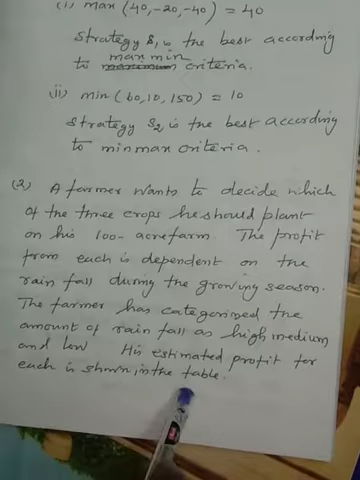 (i) max (40, -20, -40) = 40
Strategy S₁ is the best according
max min
to criteria.
ii) min (60, 10, 150) = 10
Strategy S₂ is the best according
to minmax criteria.
(2) A farmer wants to decide which
of the three crops he should plant
on his 100-acre farm. The profit
from each is dependent on the
rain fall during the growing season.
The farmer has categorized the
amount of rain fall as high medium
and low His estimated profit for
each is shown, in the table.